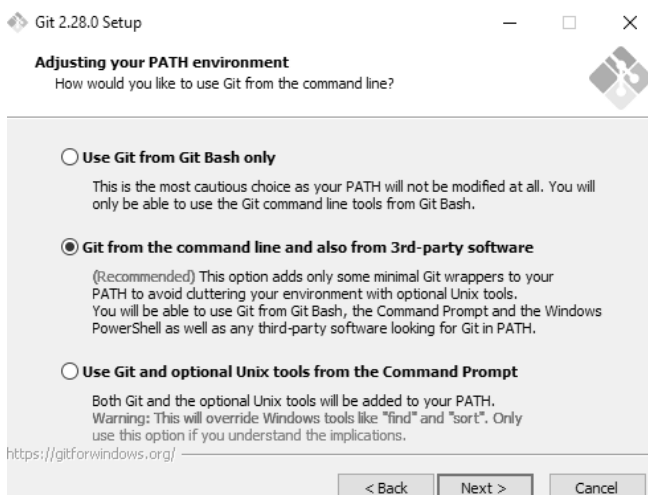 Git 2.28.0 Setup
Adjusting your PATH environment
How would you like to use Git from the command line?
Use Git from Git Bash only
This is the most cautious choice as your PATH will not be modified at all. You will
only be able to use the Git command line tools from Git Bash.
Git from the command line and also from 3rd-party software
(Recommended) This option adds only some minimal Git wrappers to your
PATH to avoid cluttering your environment with optional Unix tools.
You will be able to use Git from Git Bash, the Command Prompt and the Windows
PowerShell as well as any third-party software looking for Git in PATH.
Use Git and optional Unix tools from the Command Prompt
Both Git and the optional Unix tools will be added to your PATH.
Warning: This will override Windows tools like "find" and "sort". Only
use this option if you understand the implications.
https://gitforwindows.org/
< Back Next > Cancel